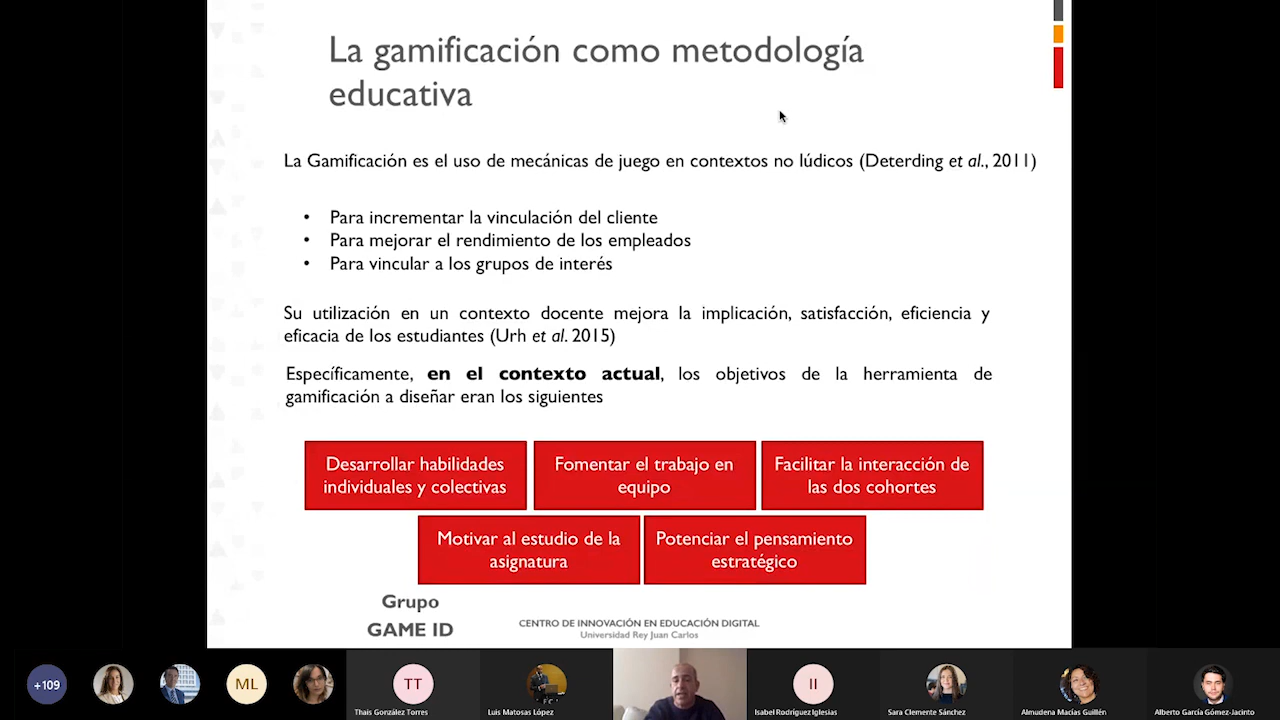 La gamificación como metodología
educativa
La Gamificación es el uso de mecánicas de juego en contextos no lúdicos (Deterding et al., 2011)
• Para incrementar la vinculación del cliente
• Para mejorar el rendimiento de los empleados
• Para vincular a los grupos de interés
Su utilización en un contexto docente mejora la implicación, satisfacción, eficiencia y
eficacia de los estudiantes (Urh et al. 2015)
Específicamente, en el contexto actual, los objetivos de la herramienta de
gamificación a diseñar eran los siguientes
Desarrollar habilidades
individuales y colectivas
Fomentar el trabajo en
equipo
Facilitar la interacción de
las dos cohortes
Motivar al estudio de la
asignatura
Potenciar el pensamiento
estratégico
Grupo
GAME ID
CENTRO DE INNOVACIÓN EN EDUCACIÓN DIGITAL
Universidad Rey Juan Carlos
+109
ML
TT
II
Thais González Torres
Luis Matosas López
Isabel Rodríguez Iglesias
Sara Clemente Sánchez
Almudena Macías Guillén
Alberto García Gómez-Jacinto